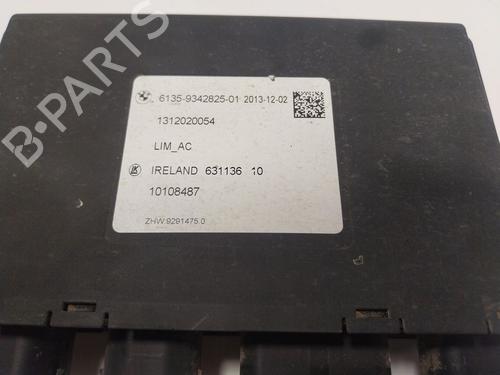 6135-9342825-01 2013-12-02
1312020054
LIM_AC
IRELAND 631136 10
10108487
ZHW.9291475.0
B-PARTS